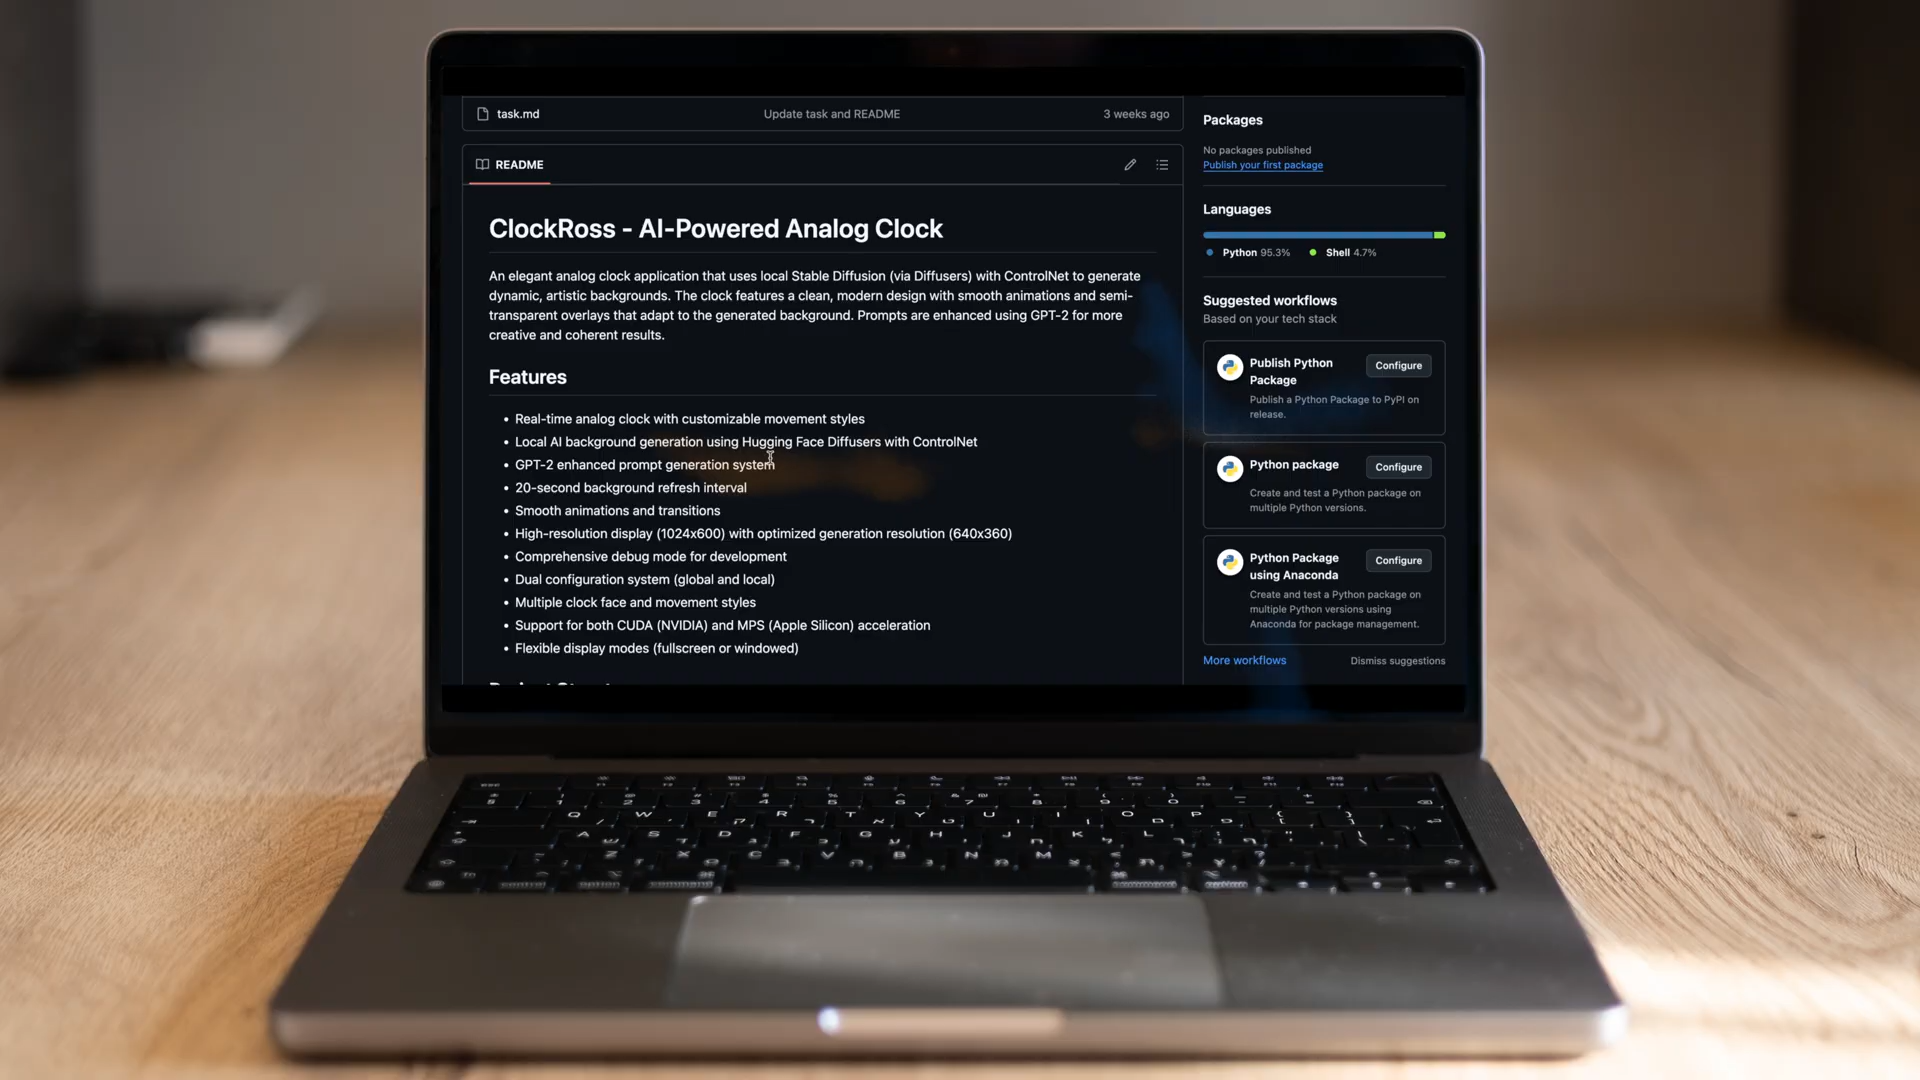 task.md
Update task and README
3 weeks ago
README
ClockRoss - AI-Powered Analog Clock
An elegant analog clock application that uses local Stable Diffusion (via Diffusers) with ControlNet to generate
dynamic, artistic backgrounds. The clock features a clean, modern design with smooth animations and semi-
transparent overlays that adapt to the generated background. Prompts are enhanced using GPT-2 for more
creative and coherent results.
Features
• Real-time analog clock with customizable movement styles
• Local AI background generation using Hugging Face Diffusers with ControlNet
• GPT-2 enhanced prompt generation system
• 20-second background refresh interval
• Smooth animations and transitions
• High-resolution display (1024x600) with optimized generation resolution (640x360)
• Comprehensive debug mode for development
• Dual configuration system (global and local)
• Multiple clock face and movement styles
• Support for both CUDA (NVIDIA) and MPS (Apple Silicon) acceleration
• Flexible display modes (fullscreen or windowed)
Packages
No packages published
Publish your first package
Languages
Python 95.3%
Shell 4.7%
Suggested workflows
Based on your tech stack
Publish Python
Package
Configure
Publish a Python Package to PyPI on
release.
Python package
Configure
Create and test a Python package on
multiple Python versions.
Python Package
using Anaconda
Configure
Create and test a Python package on
multiple Python versions using
Anaconda for package management.
More workflows
Dismiss suggestions
Q W E R T Y U I O P
A S D F G H J K L
Z X C V B N M